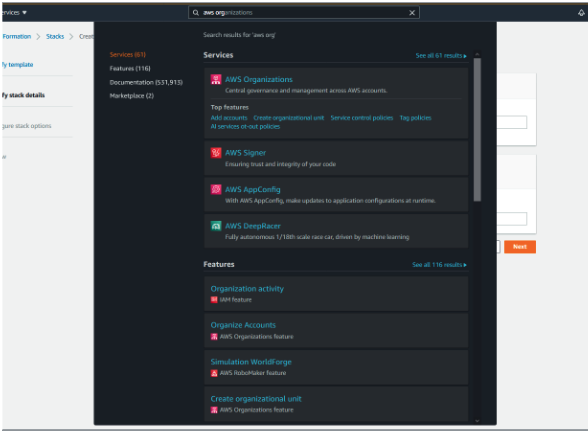 ervices ▼
aws organizations
Formation > Stacks > Creat
Search results for 'aws org'
fy template
fy stack details
gure stack options
w
Services (61)
Features (116)
Documentation (531,913)
Marketplace (2)
Services
See all 61 results ▸
AWS Organizations
Central governance and management across AWS accounts.
Top features
Add accounts Create organizational unit Service control policies Tag policies
AI services ot-out policies
AWS Signer
Ensuring trust and integrity of your code
AWS AppConfig
With AWS AppConfig, make updates to application configurations at runtime.
AWS DeepRacer
Fully autonomous 1/18th scale race car, driven by machine learning
Features
See all 116 results ▸
Organization activity
IAM feature
Organize Accounts
AWS Organizations feature
Simulation WorldForge
AWS RoboMaker feature
Create organizational unit
AWS Organizations feature
Next